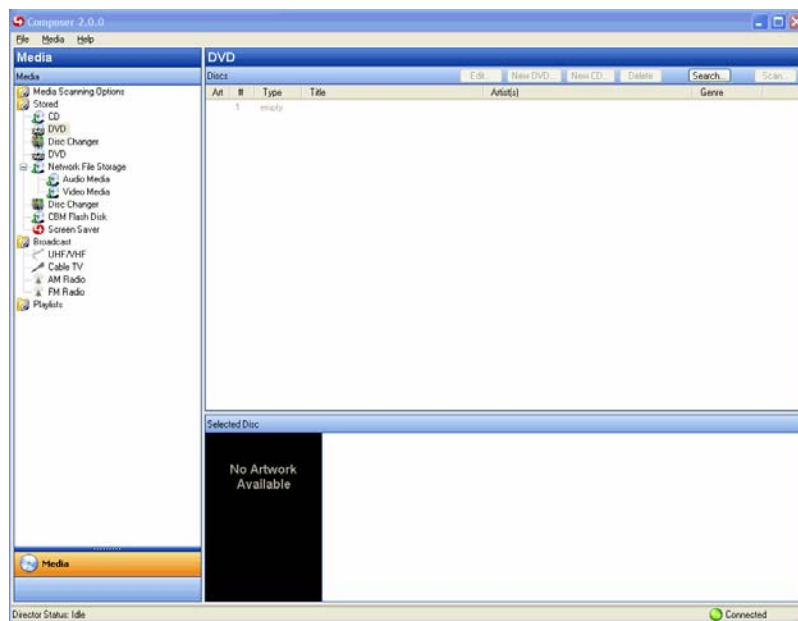 Composer 2.0.0
File Media Help
Media
DVD
Media
Discs Edit... New DVD... New CD... Delete Search... Scan...
Art # Type Title Artist(s) Genre
1 empty
Media Scanning Options
Stored
CD
DVD
Disc Changer
DVD
Network File Storage
Audio Media
Video Media
Disc Changer
CBM Flash Disk
Screen Saver
Broadcast
UHF/VHF
Cable TV
AM Radio
FM Radio
Playlists
Selected Disc
No Artwork
Available
Media
Director Status: Idle Connected